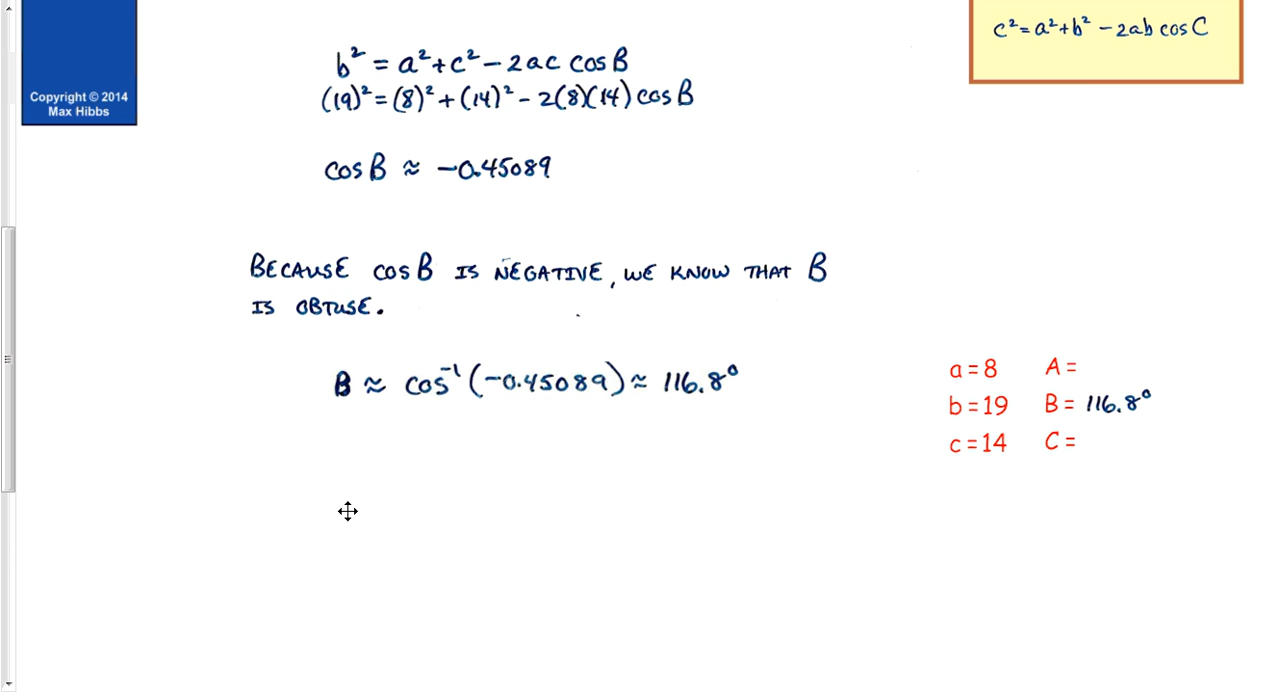 c² = a² + b² - 2ab cos C
b² = a² + c² - 2ac cos B
(19)² = (8)² + (14)² - 2(8)(14) cos B
Copyright © 2014
Max Hibbs
cos B ≈ -0.45089
BECAUSE cos B IS NEGATIVE, WE KNOW THAT B
IS OBTUSE.
B ≈ cos⁻¹(-0.45089) ≈ 116.8°
a = 8 A =
b = 19 B = 116.8°
c = 14 C =